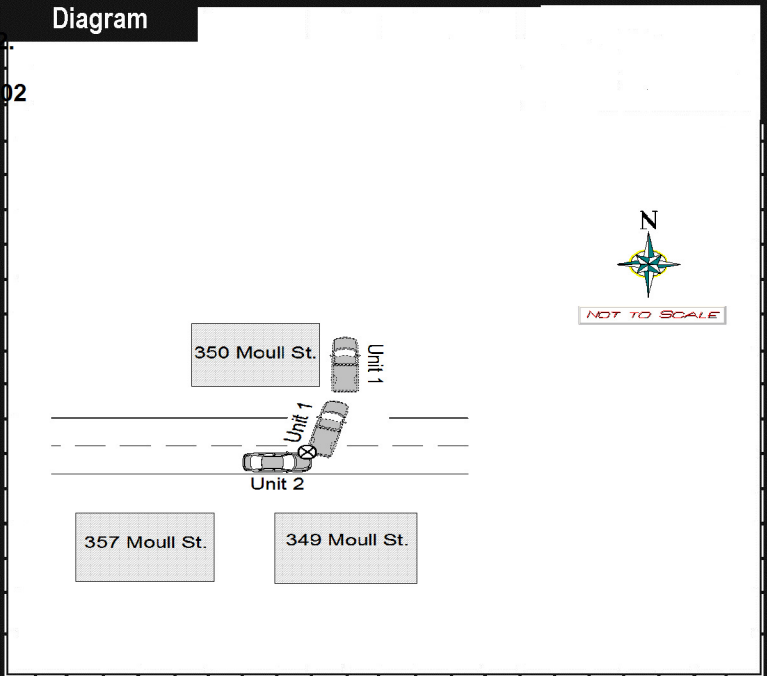 Diagram
02
N
NOT TO SCALE
350 Moull St.
Unit 1
Unit 1
Unit 2
357 Moull St.
349 Moull St.